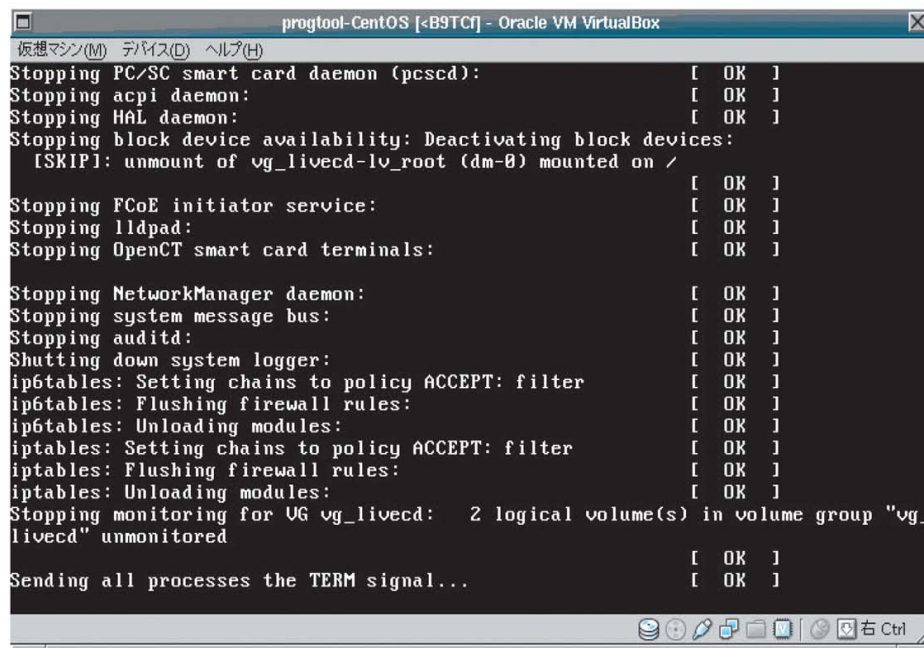 progtool-CentOS [<B9TCf] - Oracle VM VirtualBox
仮想マシン(M) デバイス(D) ヘルプ(H)
Stopping PC/SC smart card daemon (pcscd): [ OK ]
Stopping acpi daemon: [ OK ]
Stopping HAL daemon: [ OK ]
Stopping block device availability: Deactivating block devices:
[SKIP]: unmount of vg_livecd-lv_root (dm-0) mounted on /
[ OK ]
Stopping FCoE initiator service: [ OK ]
Stopping lldpad: [ OK ]
Stopping OpenCT smart card terminals: [ OK ]
Stopping NetworkManager daemon: [ OK ]
Stopping system message bus: [ OK ]
Stopping auditd: [ OK ]
Shutting down system logger: [ OK ]
ip6tables: Setting chains to policy ACCEPT: filter [ OK ]
ip6tables: Flushing firewall rules: [ OK ]
ip6tables: Unloading modules: [ OK ]
iptables: Setting chains to policy ACCEPT: filter [ OK ]
iptables: Flushing firewall rules: [ OK ]
iptables: Unloading modules: [ OK ]
Stopping monitoring for VG vg_livecd: 2 logical volume(s) in volume group "vg_
livecd" unmonitored
[ OK ]
Sending all processes the TERM signal... [ OK ]
右 Ctrl